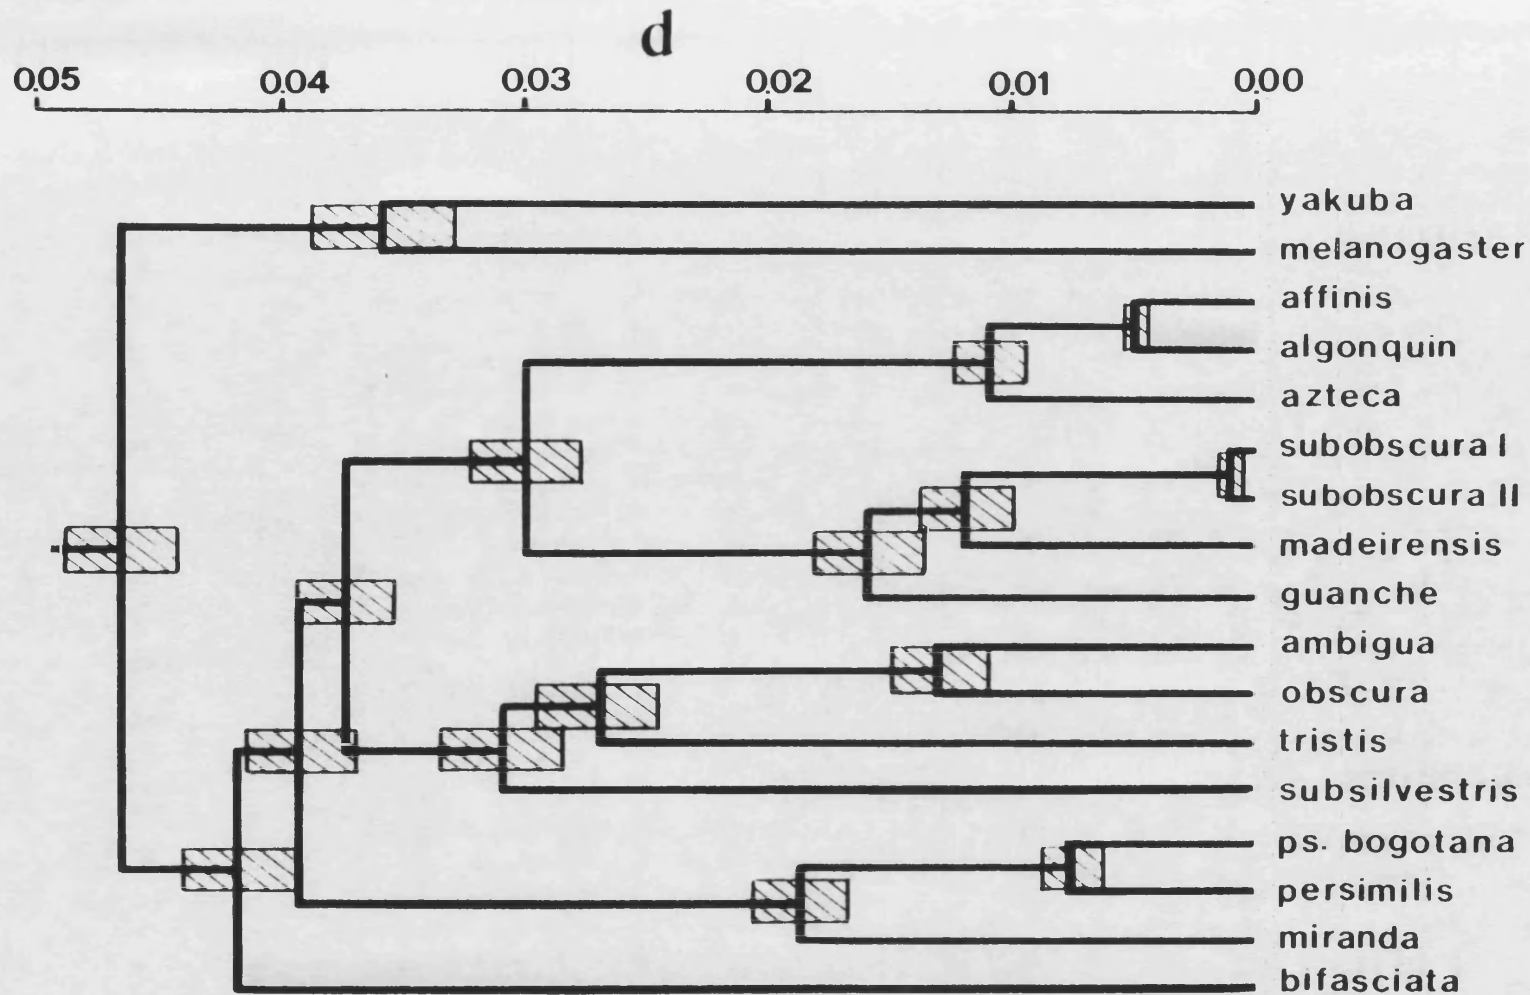 d
0.05 0.04 0.03 0.02 0.01 0.00
yakuba
melanogaster
affinis
algonquin
azteca
subobscura I
subobscura II
madeirensis
guanche
ambigua
obscura
tristis
subsilvestris
ps. bogotana
persimilis
miranda
bifasciata